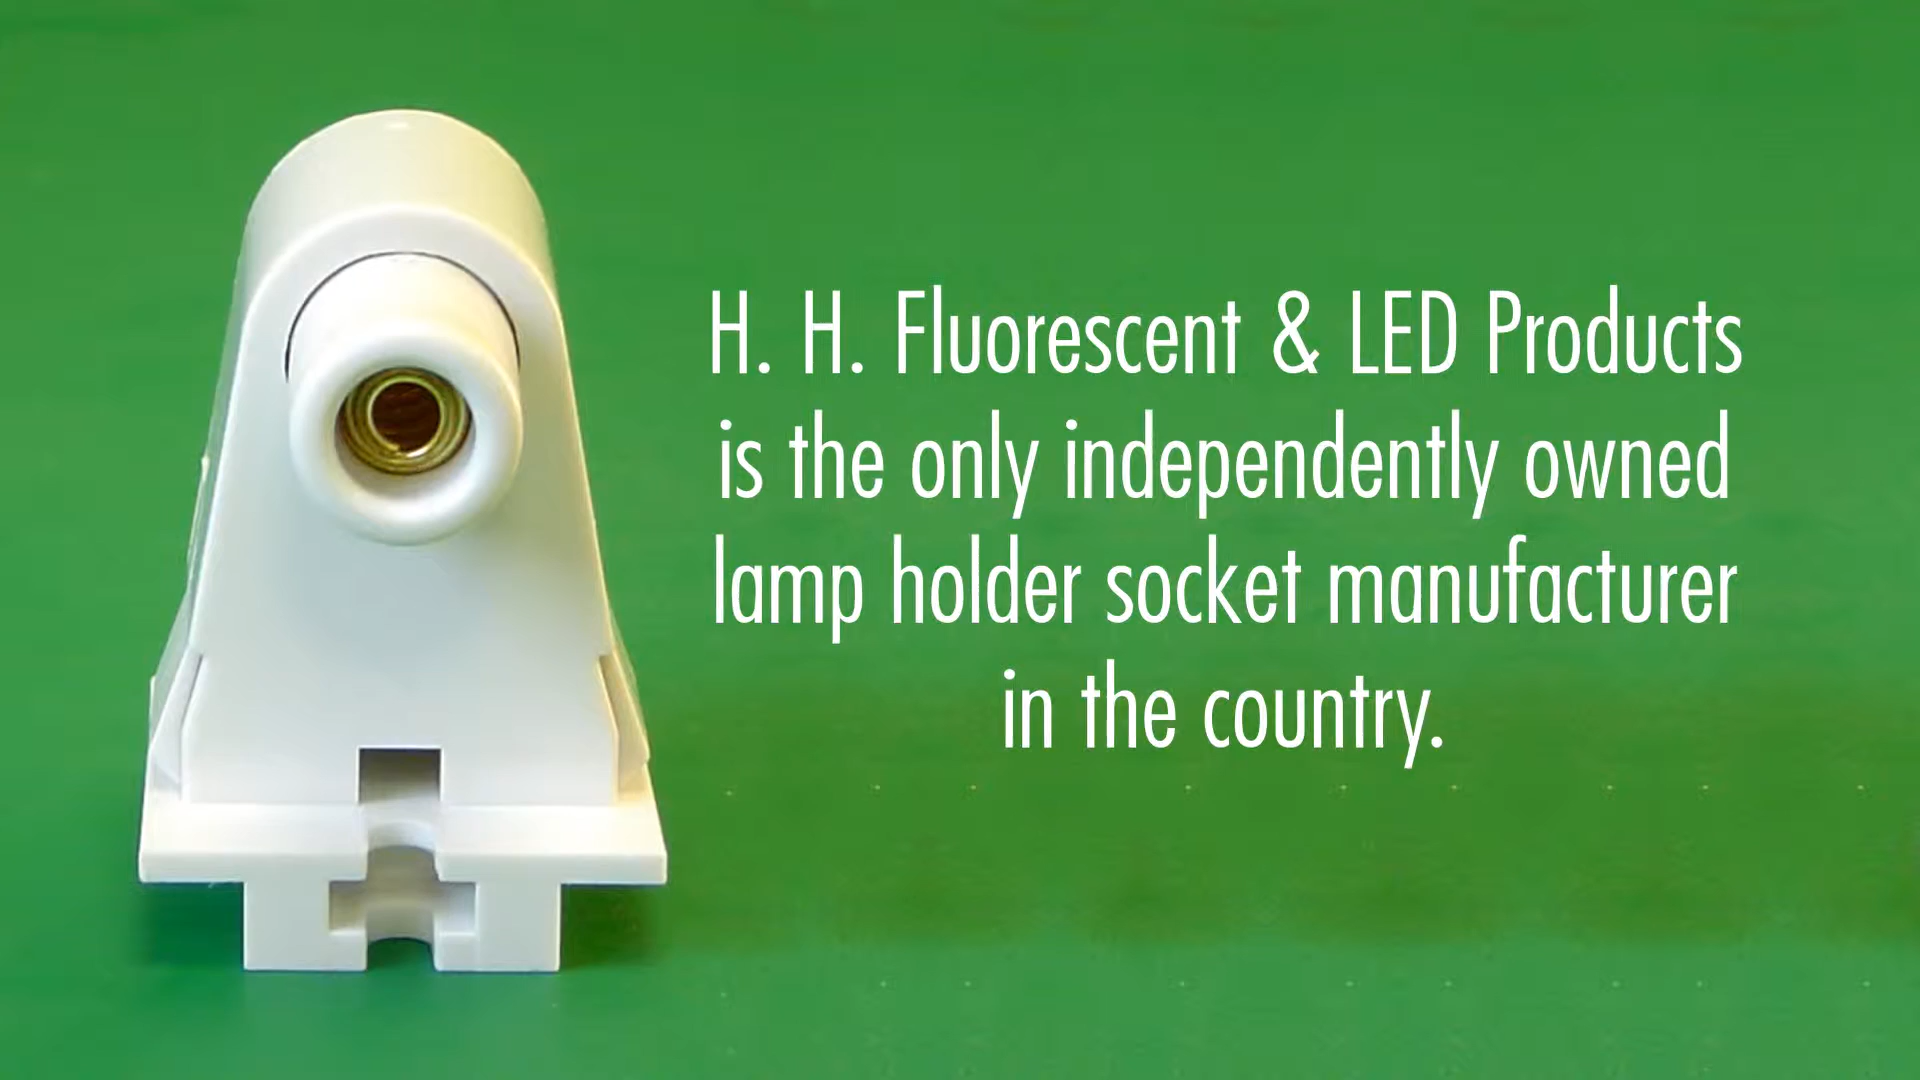 H. H. Fluorescent & LED Products
is the only independently owned
lamp holder socket manufacturer
in the country.